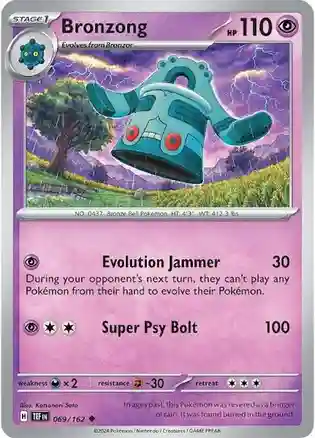 STAGE 1
Bronzong
HP 110
Evolves from Bronzor
NO. 0437 Bronze Bell Pokémon HT: 4'3" WT: 412.3 lbs
Evolution Jammer 30
During your opponent's next turn, they can't play any
Pokémon from their hand to evolve their Pokémon.
Super Psy Bolt 100
weakness ×2 resistance -30 retreat
Illus.
In ages past, this Pokémon was revered as a bringer
of rain. It was found buried in the ground.
H TEF EN 069/162
©2024 Pokémon / Nintendo / Creatures / GAME FREAK